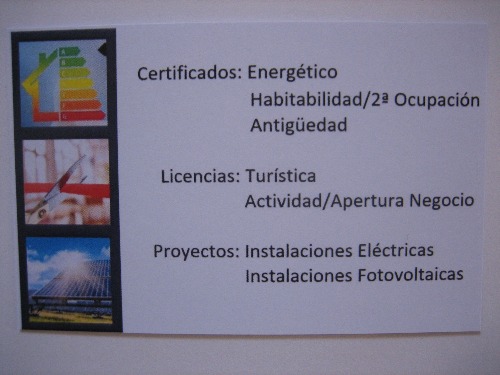 Certificados: Energético
Habitabilidad/2ª Ocupación
Antigüedad
Licencias: Turística
Actividad/Apertura Negocio
Proyectos: Instalaciones Eléctricas
Instalaciones Fotovoltaicas